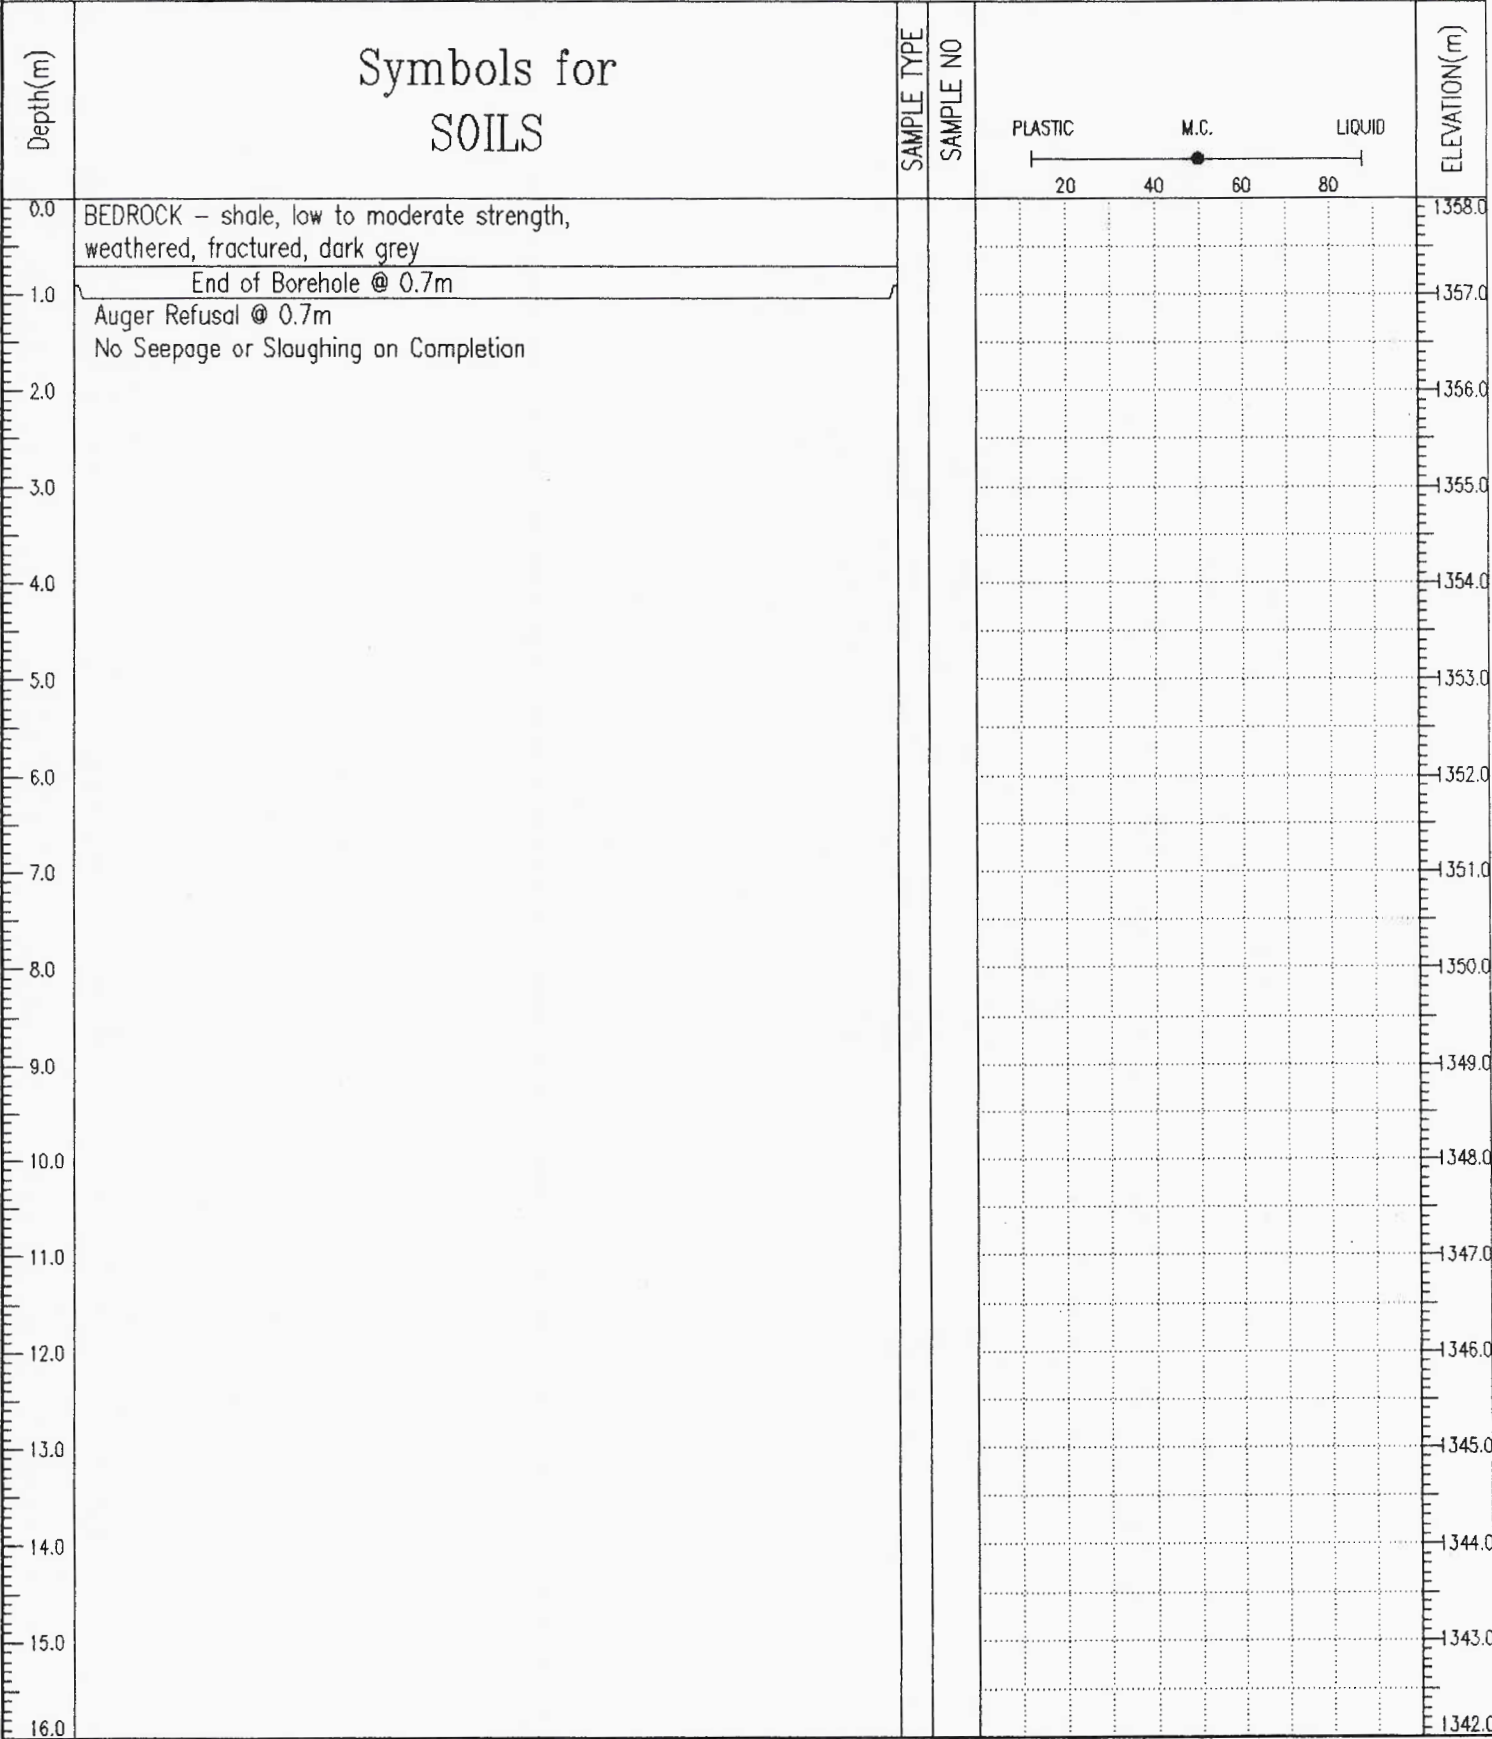 Depth(m)
Symbols for
SOILS
SAMPLE TYPE
SAMPLE NO
PLASTIC M.C. LIQUID
20 40 60 80
ELEVATION(m)
0.0 BEDROCK – shale, low to moderate strength, 1358.0
weathered, fractured, dark grey
End of Borehole @ 0.7m
1.0 1357.0
Auger Refusal @ 0.7m
No Seepage or Sloughing on Completion
2.0 1356.0
3.0 1355.0
4.0 1354.0
5.0 1353.0
6.0 1352.0
7.0 1351.0
8.0 1350.0
9.0 1349.0
10.0 1348.0
11.0 1347.0
12.0 1346.0
13.0 1345.0
14.0 1344.0
15.0 1343.0
16.0 1342.0